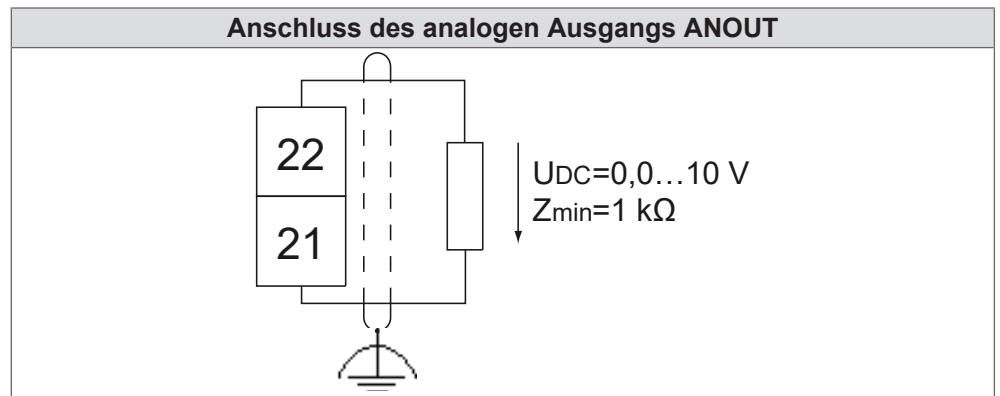 Anschluss des analogen Ausgangs ANOUT
22
21
UDC=0,0…10 V
Zmin=1 kΩ